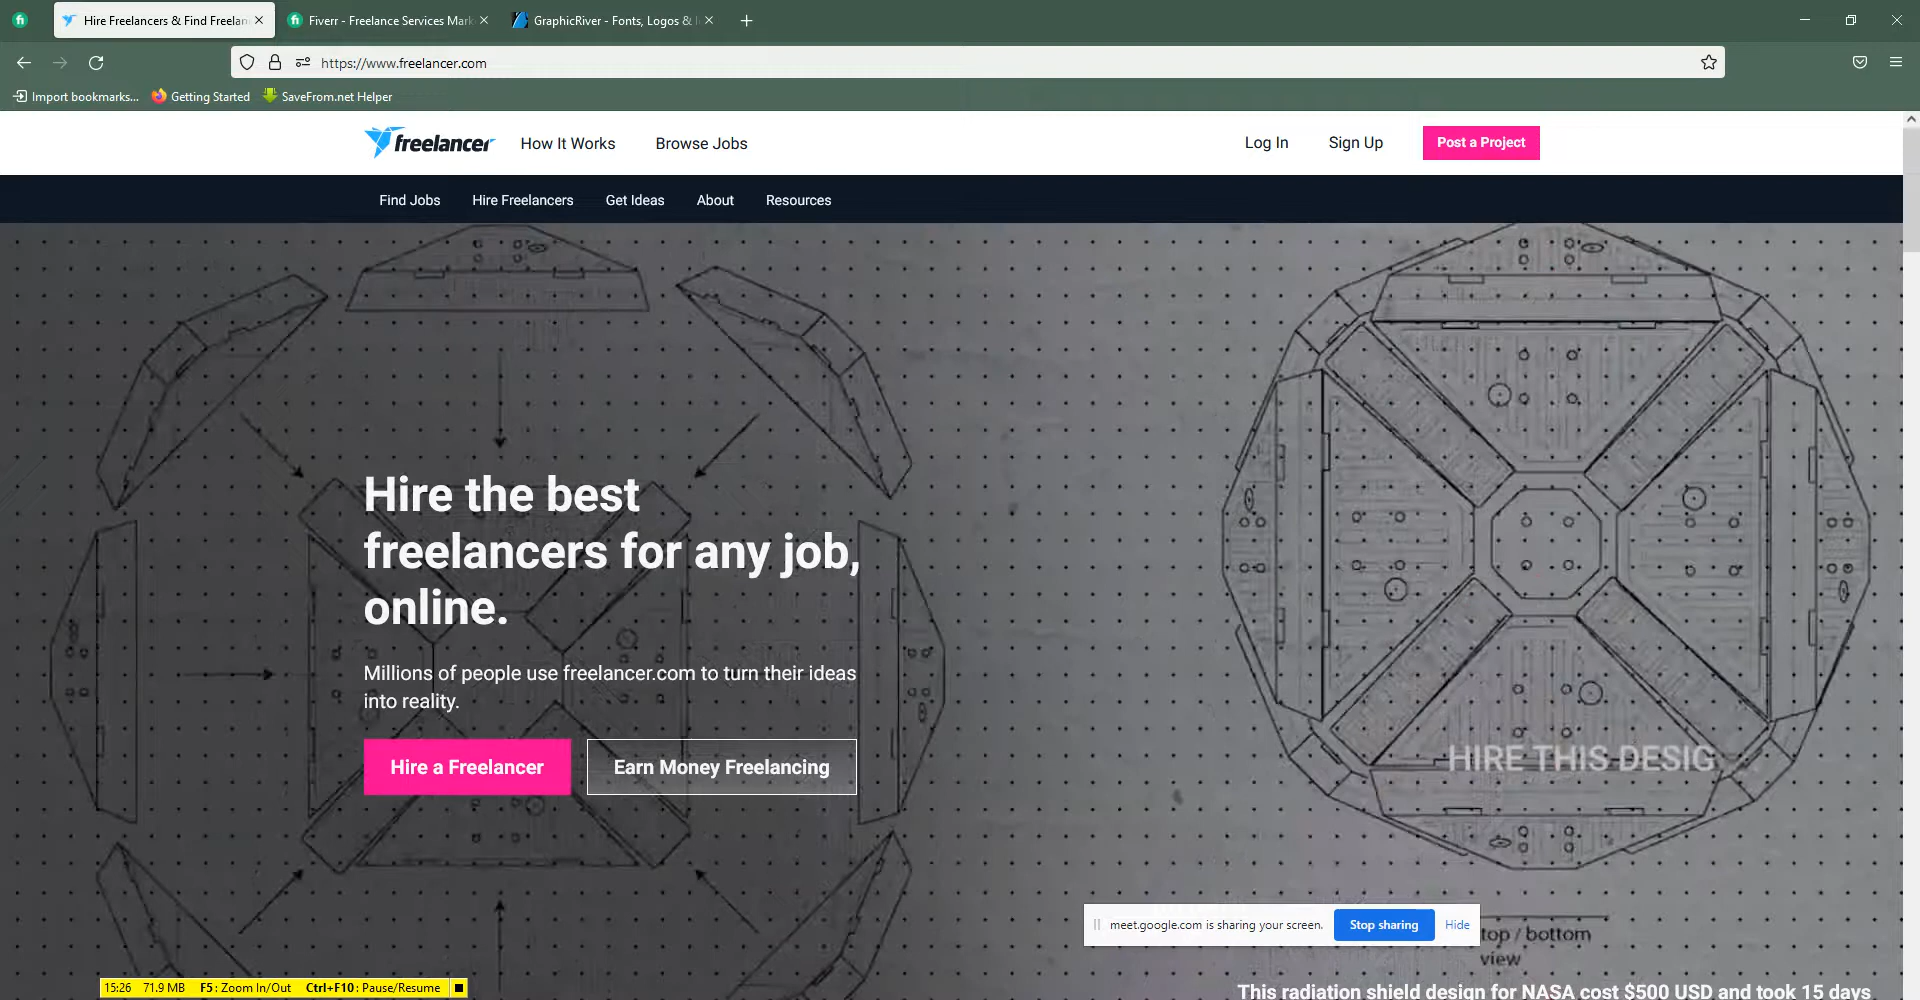 Hire Freelancers & Find Freelan
Fiverr - Freelance Services Mark
GraphicRiver - Fonts, Logos &
https://www.freelancer.com
Import bookmarks...
Getting Started
SaveFrom.net Helper
freelancer
How It Works
Browse Jobs
Log In
Sign Up
Post a Project
Find Jobs
Hire Freelancers
Get Ideas
About
Resources
Hire the best
freelancers for any job,
online.
Millions of people use freelancer.com to turn their ideas
into reality.
Hire a Freelancer
Earn Money Freelancing
HIRE THIS DESIG
meet.google.com is sharing your screen.
Stop sharing
Hide
top / bottom
view
15:26 71.9 MB F5: Zoom In/Out Ctrl+F10: Pause/Resume
This radiation shield design for NASA cost $500 USD and took 15 days